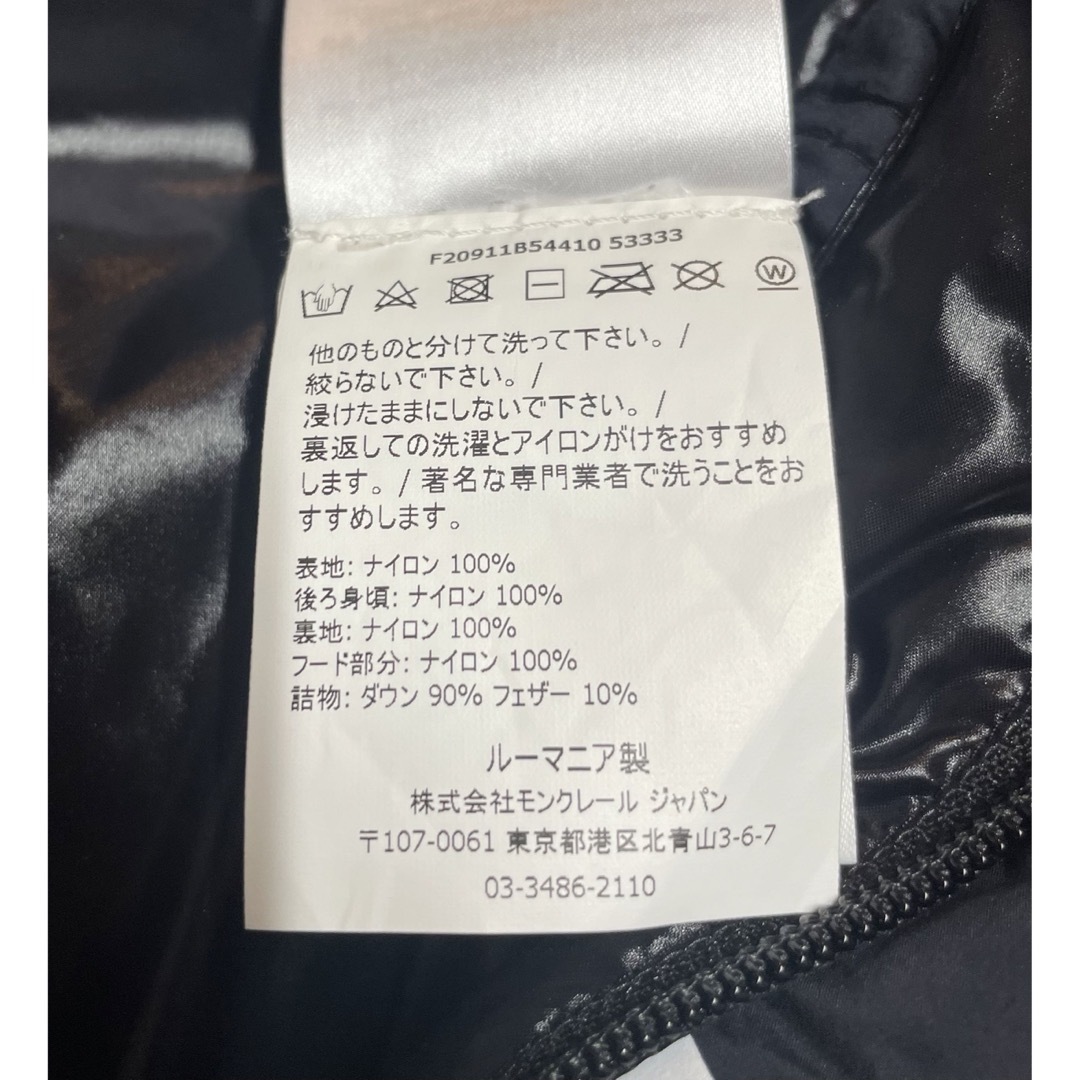 F20911B54410 53333
W
他のものと分けて洗って下さい。/
絞らないで下さい。/
浸けたままにしないで下さい。/
裏返しての洗濯とアイロンがけをおすすめ
します。/ 著名な専門業者で洗うことをお
すすめします。
表地: ナイロン 100%
後ろ身頃: ナイロン 100%
裏地: ナイロン 100%
フード部分: ナイロン 100%
詰物: ダウン 90% フェザー 10%
ルーマニア製
株式会社モンクレール ジャパン
〒107-0061 東京都港区北青山3-6-7
03-3486-2110